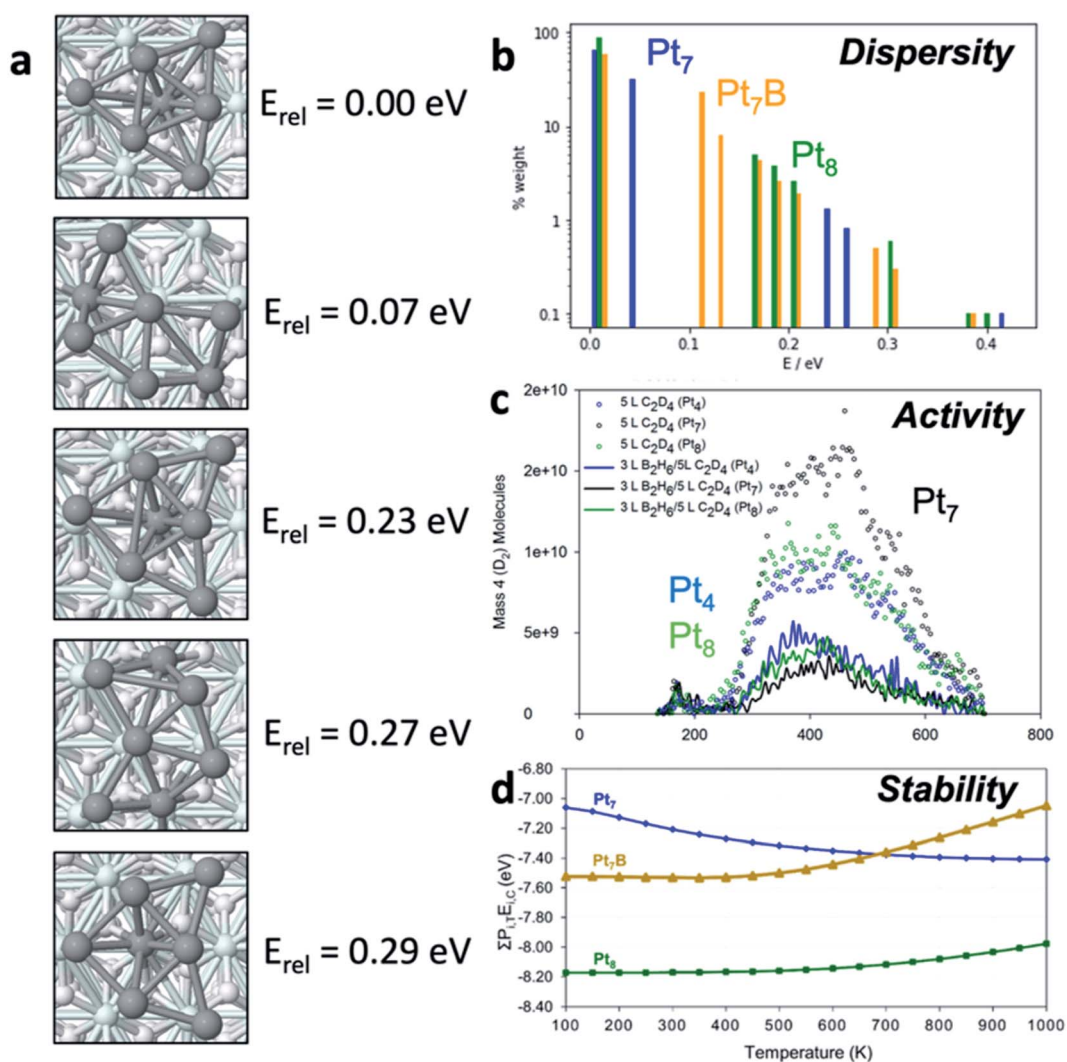 a
E_rel = 0.00 eV
E_rel = 0.07 eV
E_rel = 0.23 eV
E_rel = 0.27 eV
E_rel = 0.29 eV
b
Dispersity
Pt₇
Pt₇B
Pt₈
% weight
100
10
1
0.1
0.0 0.1 0.2 0.3 0.4
E / eV
c
Activity
5 L C₂D₄ (Pt₄)
5 L C₂D₄ (Pt₇)
5 L C₂D₄ (Pt₈)
3 L B₂H₆/5L C₂D₄ (Pt₄)
3 L B₂H₆/5 L C₂D₄ (Pt₇)
3 L B₂H₆/5 L C₂D₄ (Pt₈)
Pt₇
Pt₄
Pt₈
Mass 4 (D₂) Molecules
2e+10
2e+10
1e+10
5e+9
0
0 200 400 600 800
d
Stability
Pt₇
Pt₇B
Pt₈
ΣP_i,T E_i,C (eV)
-6.80
-7.00
-7.20
-7.40
-7.60
-7.80
-8.00
-8.20
-8.40
100 200 300 400 500 600 700 800 900 1000
Temperature (K)